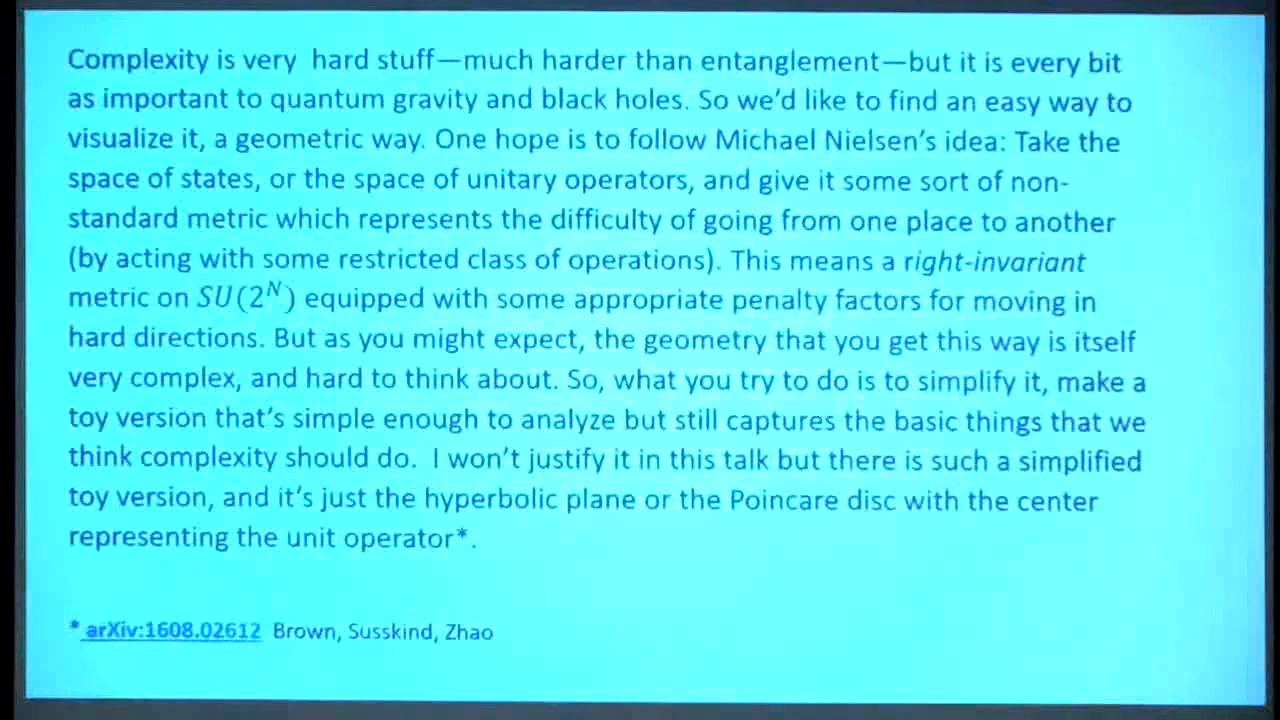 Complexity is very hard stuff—much harder than entanglement—but it is every bit
as important to quantum gravity and black holes. So we'd like to find an easy way to
visualize it, a geometric way. One hope is to follow Michael Nielsen's idea: Take the
space of states, or the space of unitary operators, and give it some sort of non-
standard metric which represents the difficulty of going from one place to another
(by acting with some restricted class of operations). This means a right-invariant
metric on SU(2^N) equipped with some appropriate penalty factors for moving in
hard directions. But as you might expect, the geometry that you get this way is itself
very complex, and hard to think about. So, what you try to do is to simplify it, make a
toy version that's simple enough to analyze but still captures the basic things that we
think complexity should do. I won't justify it in this talk but there is such a simplified
toy version, and it's just the hyperbolic plane or the Poincare disc with the center
representing the unit operator*.
* arXiv:1608.02612 Brown, Susskind, Zhao